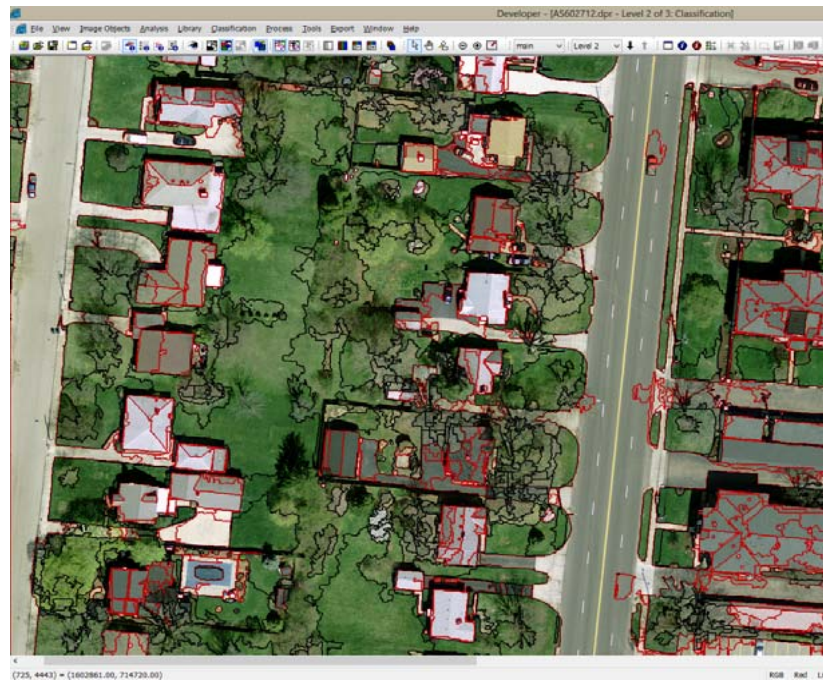 Developer - [AS602712.dpr - Level 2 of 3: Classification]
File View Image Objects Analysis Library Classification Process Tools Export Window Help
main Level 2
(725, 4443) = (1602861.00, 714720.00)
RGB Red